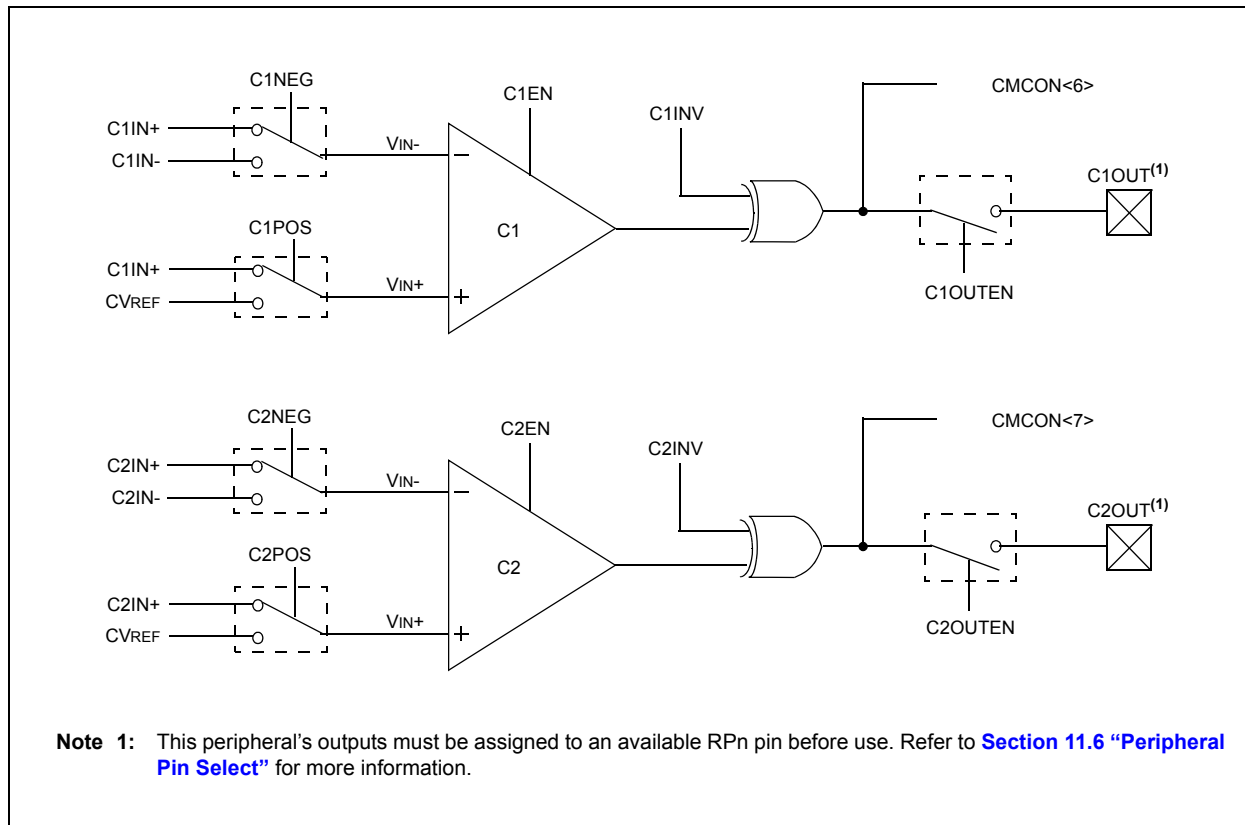 C1NEG
C1EN
C1INV
CMCON<6>
C1IN+
C1IN-
VIN-
–
C1OUT(1)
C1POS
C1
C1IN+
CVREF
VIN+
+
C1OUTEN
C2NEG
C2EN
C2INV
CMCON<7>
C2IN+
C2IN-
VIN-
–
C2OUT(1)
C2POS
C2
C2IN+
CVREF
VIN+
+
C2OUTEN
Note 1: This peripheral’s outputs must be assigned to an available RPn pin before use. Refer to Section 11.6 “Peripheral
Pin Select” for more information.